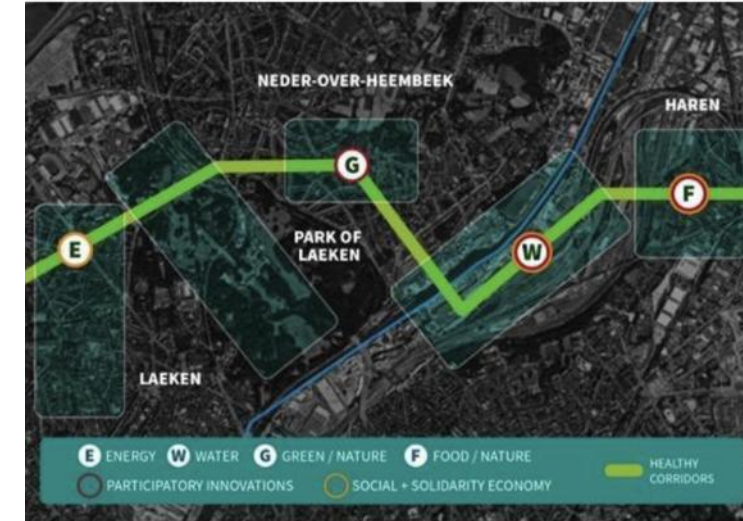 NEDER-OVER-HEEMBEEK
HAREN
G
F
E
PARK OF
LAEKEN
W
LAEKEN
E ENERGY W WATER G GREEN / NATURE F FOOD / NATURE
HEALTHY
CORRIDORS
PARTICIPATORY INNOVATIONS SOCIAL + SOLIDARITY ECONOMY